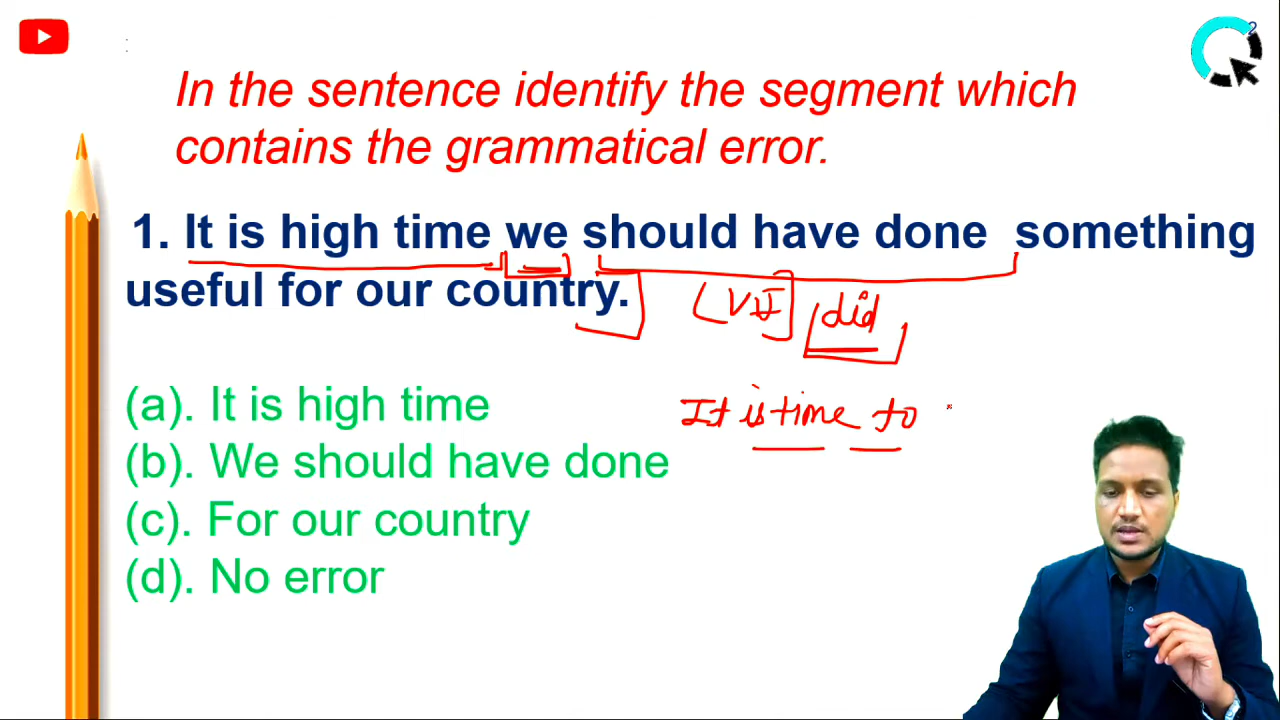 2
In the sentence identify the segment which
contains the grammatical error.
1. It is high time we should have done something
useful for our country.
VII did
It is time to
(a). It is high time
(b). We should have done
(c). For our country
(d). No error